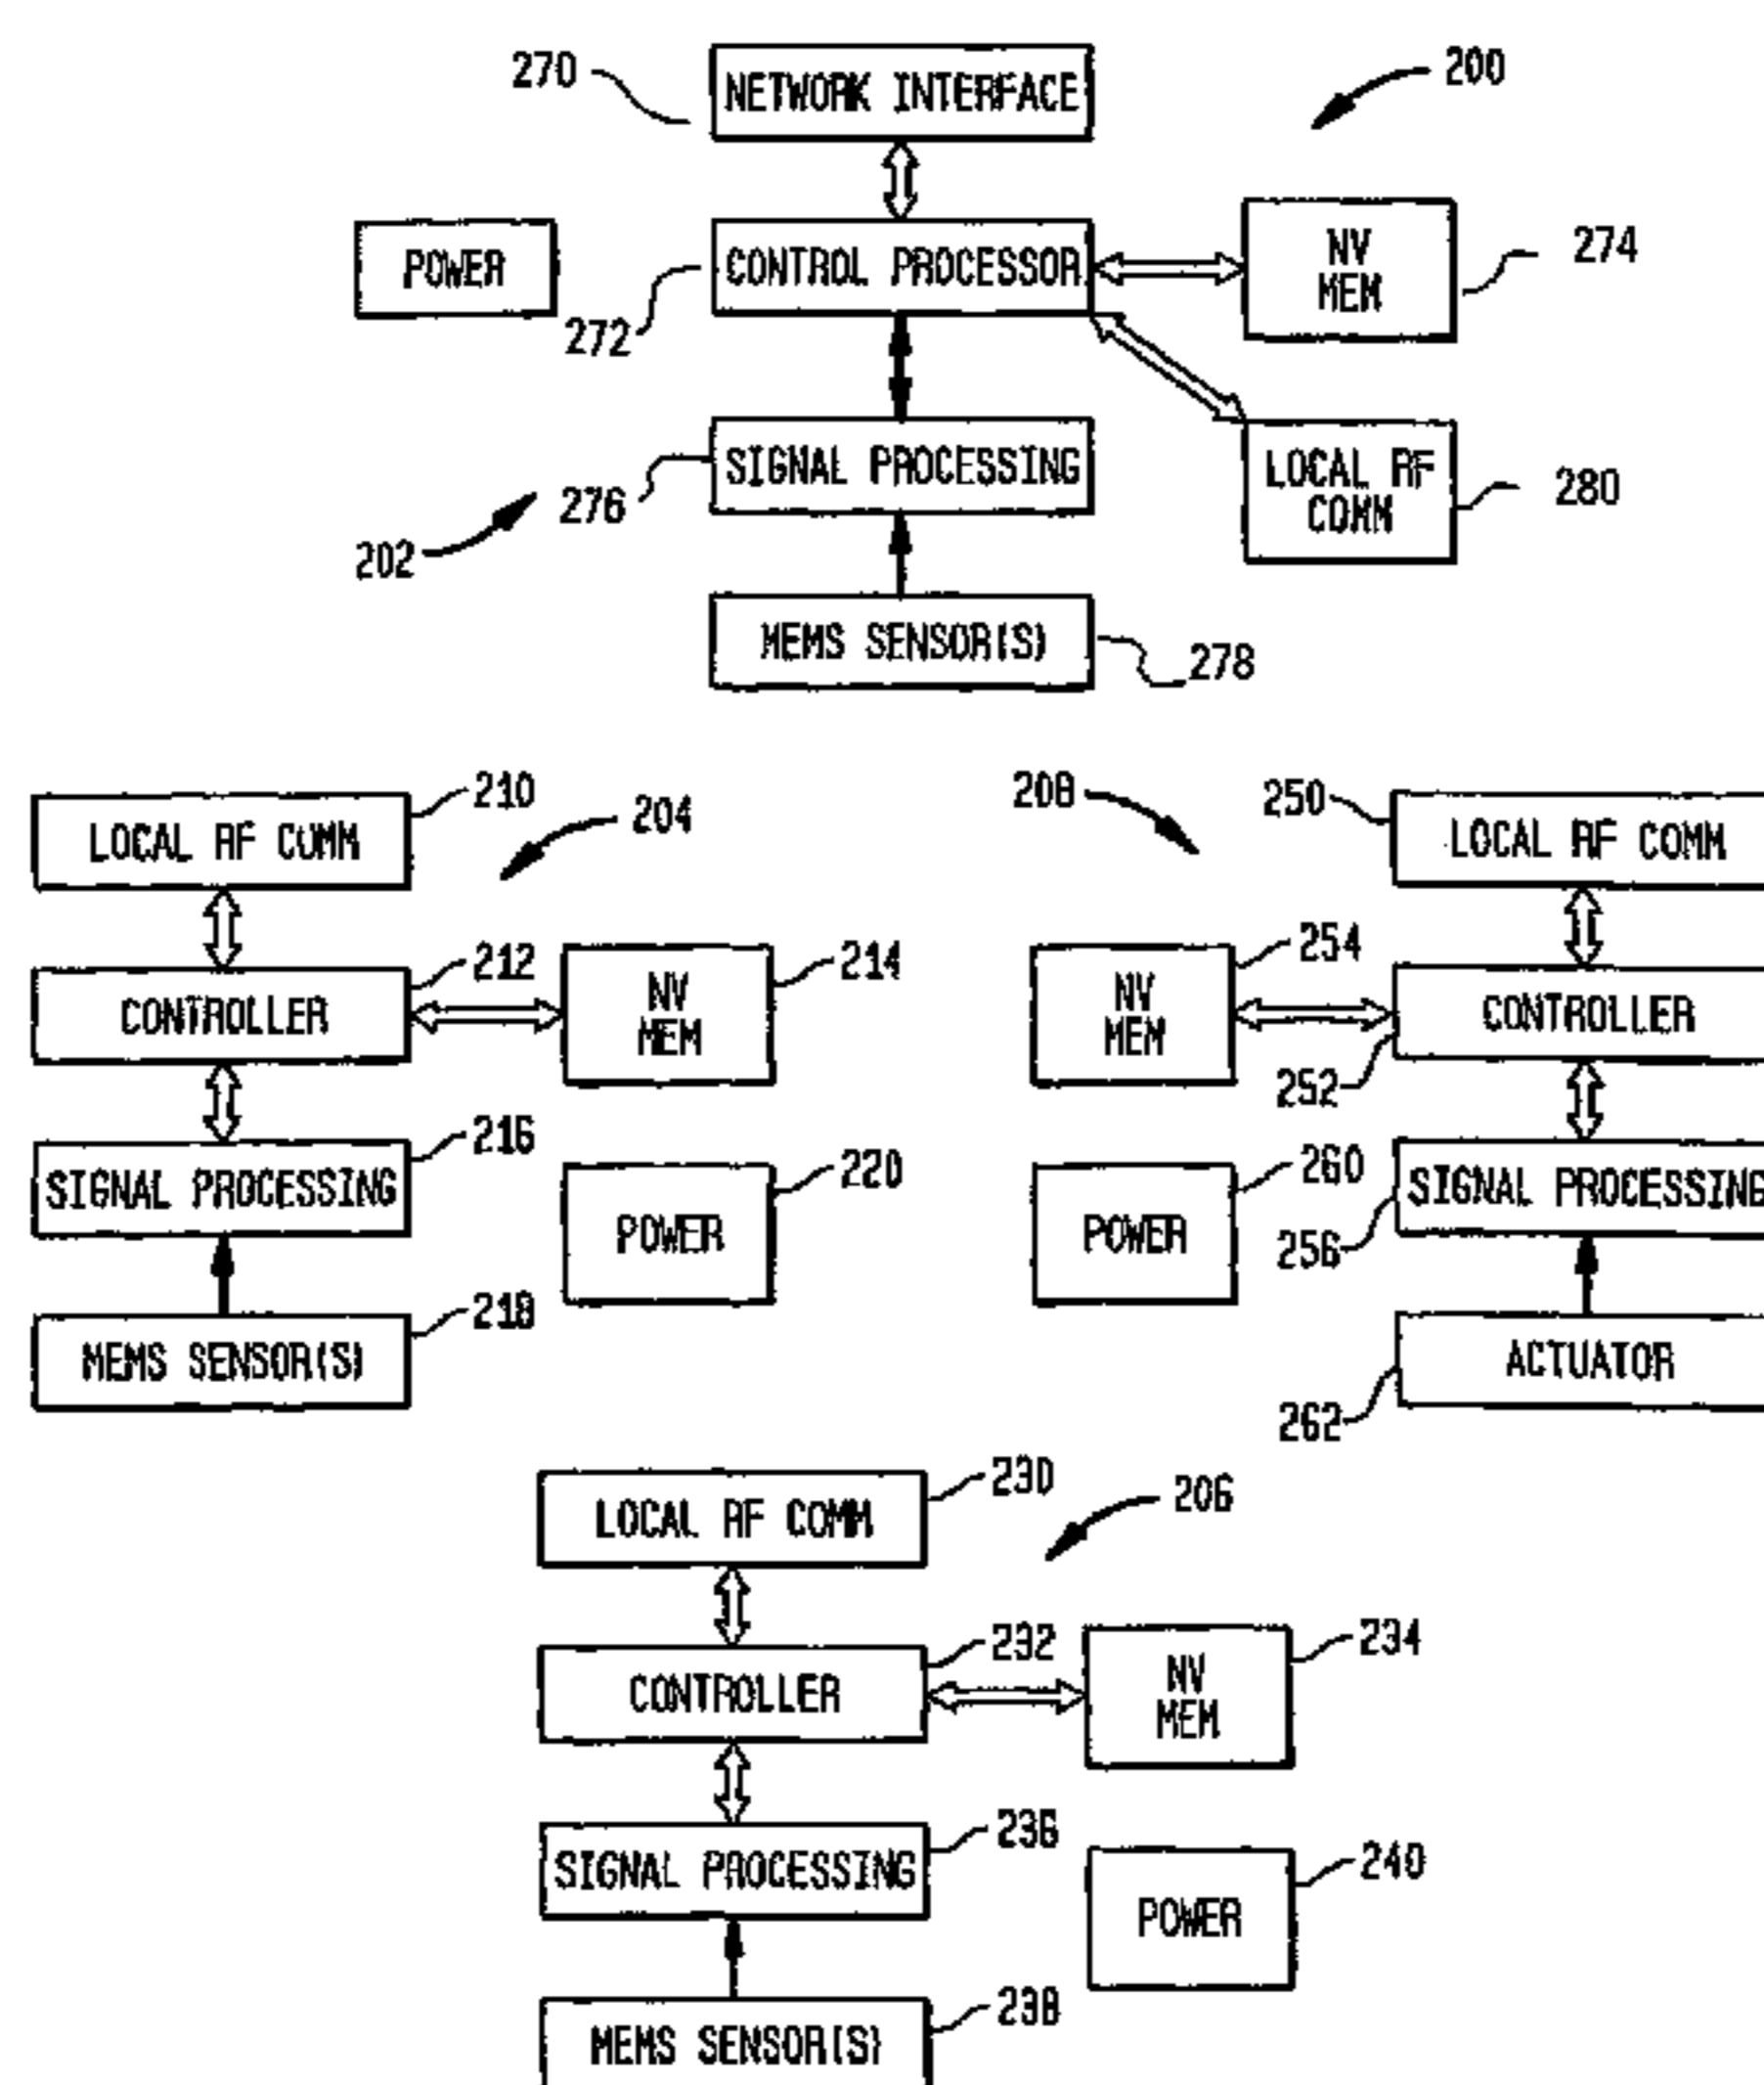 270
NETWORK INTERFACE
200
POWER
CONTROL PROCESSOR
NV
MEM
274
272
SIGNAL PROCESSING
LOCAL RF
COMM
280
276
202
MEMS SENSOR(S)
278
LOCAL RF COMM
210
204
CONTROLLER
212
NV
MEM
214
SIGNAL PROCESSING
216
POWER
220
MEMS SENSOR(S)
218
208
250
LOCAL RF COMM
NV
MEM
254
CONTROLLER
252
POWER
260
SIGNAL PROCESSING
256
ACTUATOR
262
LOCAL RF COMM
230
206
CONTROLLER
232
NV
MEM
234
SIGNAL PROCESSING
236
POWER
240
MEMS SENSOR(S)
238